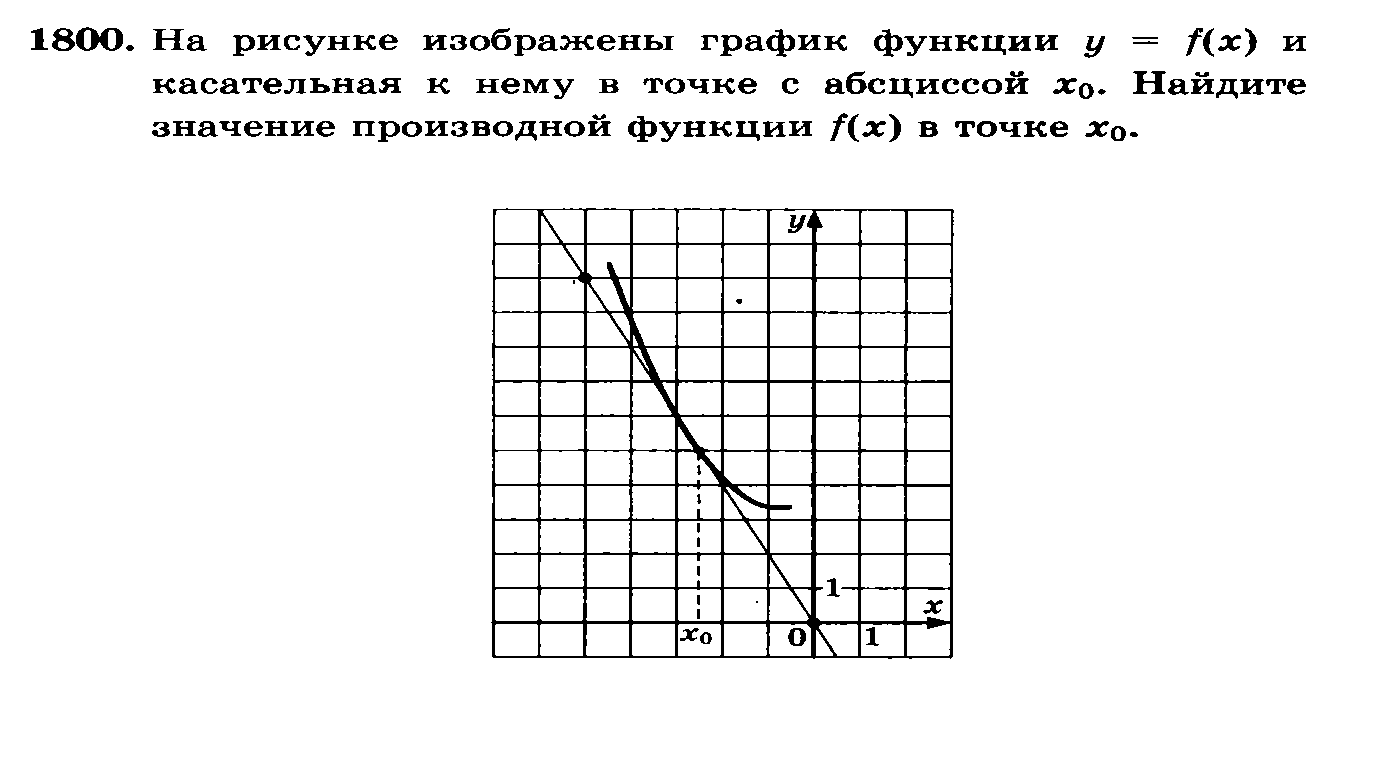 1800. На рисунке изображены график функции y = f(x) и
касательная к нему в точке с абсциссой x₀. Найдите
значение производной функции f(x) в точке x₀.
y
1
x
x₀ 0 1